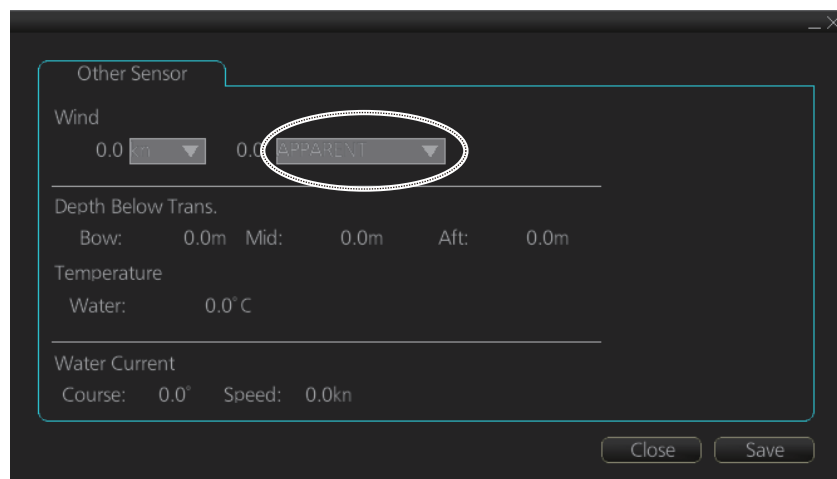 Other Sensor
Wind
0.0 kn 0.0 APPARENT
Depth Below Trans.
Bow: 0.0m Mid: 0.0m Aft: 0.0m
Temperature
Water: 0.0°C
Water Current
Course: 0.0° Speed: 0.0kn
Close Save